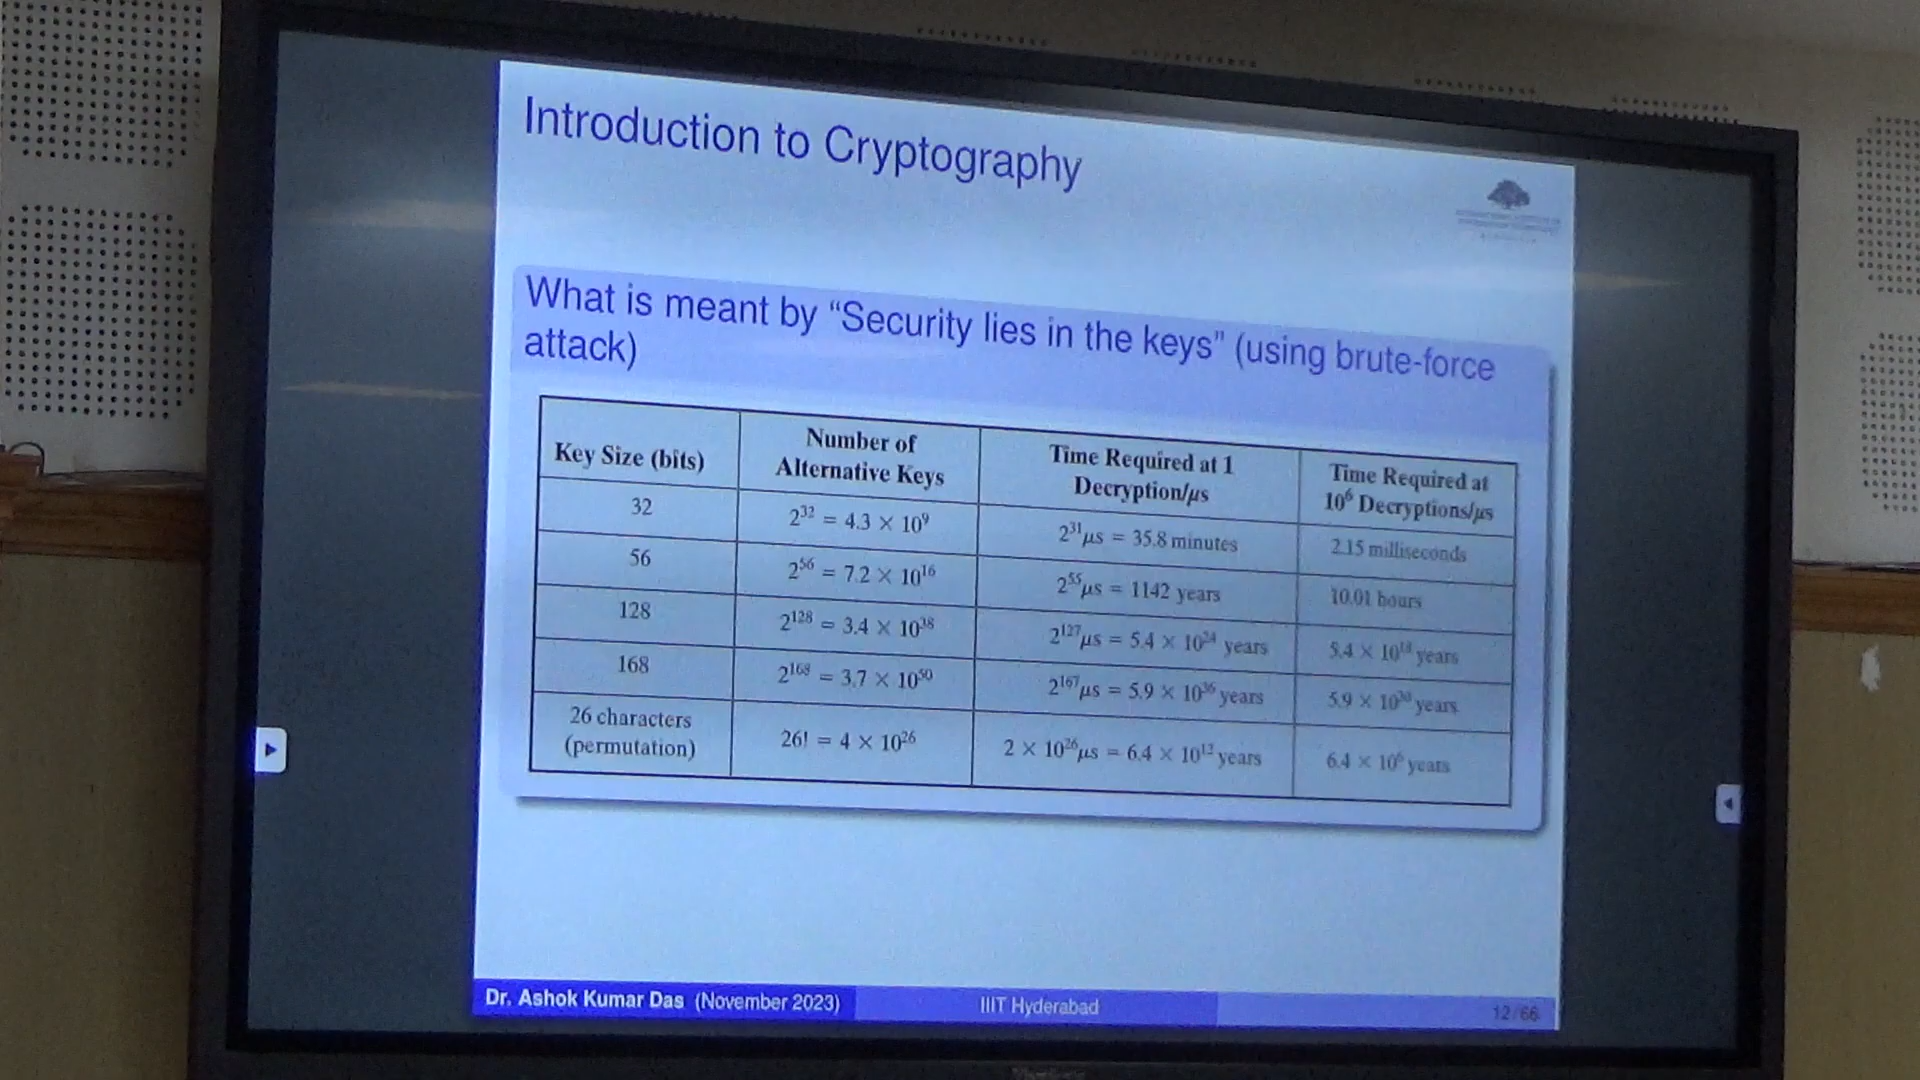 Introduction to Cryptography
What is meant by “Security lies in the keys” (using brute-force
attack)
Key Size (bits) Number of Alternative Keys Time Required at 1 Decryption/μs Time Required at 10⁶ Decryptions/μs
32 2³² = 4.3 × 10⁹ 2³¹μs = 35.8 minutes 2.15 milliseconds
56 2⁵⁶ = 7.2 × 10¹⁶ 2⁵⁵μs = 1142 years 10.01 hours
128 2¹²⁸ = 3.4 × 10³⁸ 2¹²⁷μs = 5.4 × 10²⁴ years 5.4 × 10¹⁸ years
168 2¹⁶⁸ = 3.7 × 10⁵⁰ 2¹⁶⁷μs = 5.9 × 10³⁶ years 5.9 × 10³⁰ years
26 characters (permutation) 26! = 4 × 10²⁶ 2 × 10²⁶μs = 6.4 × 10¹² years 6.4 × 10⁶ years
Dr. Ashok Kumar Das (November 2023) IIIT Hyderabad 12/66